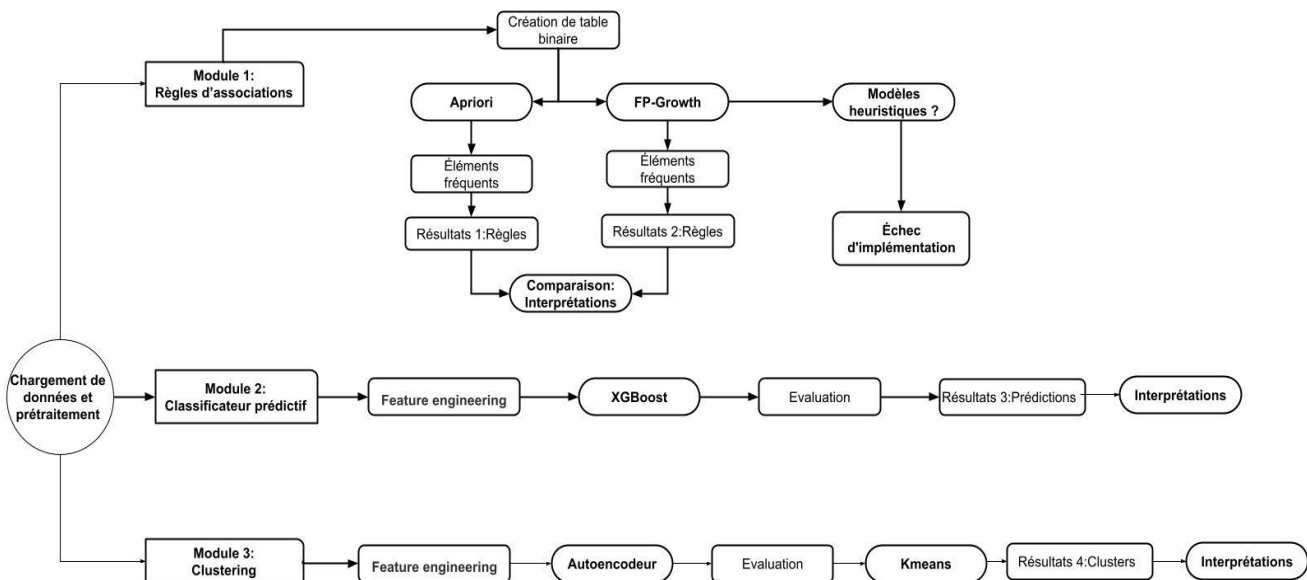 Création de table
binaire
Module 1:
Règles d'associations
Apriori
FP-Growth
Modèles
heuristiques ?
Éléments
fréquents
Éléments
fréquents
Résultats 1:Règles
Résultats 2:Règles
Échec
d'implémentation
Comparaison:
Interprétations
Chargement de
données et
prétraitement
Module 2:
Classificateur prédictif
Feature engineering
XGBoost
Evaluation
Résultats 3:Prédictions
Interprétations
Module 3:
Clustering
Feature engineering
Autoencodeur
Evaluation
Kmeans
Résultats 4:Clusters
Interprétations